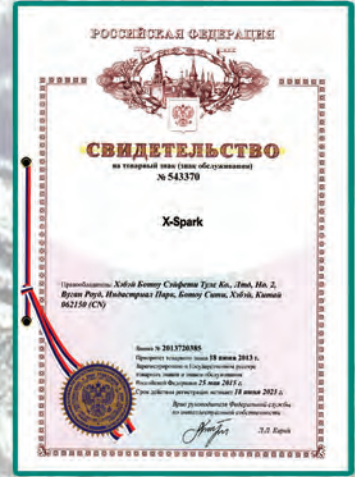 РОССИЙСКАЯ ФЕДЕРАЦИЯ
СВИДЕТЕЛЬСТВО
на товарный знак (знак обслуживания)
№ 543370
X-Spark
Правообладатель: Хэбэй Ботоу Сэйфети Тулз Ко., Лтд, Но. 2,
Вуган Роуд, Индастриал Парк, Ботоу Сити, Хэбэй, Китай
062150 (CN)
Заявка № 2013720385
Приоритет товарного знака 18 июня 2013 г.
Зарегистрировано в Государственном реестре
товарных знаков и знаков обслуживания
Российской Федерации 25 мая 2015 г.
Срок действия регистрации истекает 18 июня 2023 г.
Врио руководителя Федеральной службы
по интеллектуальной собственности
Л.Л. Кирий